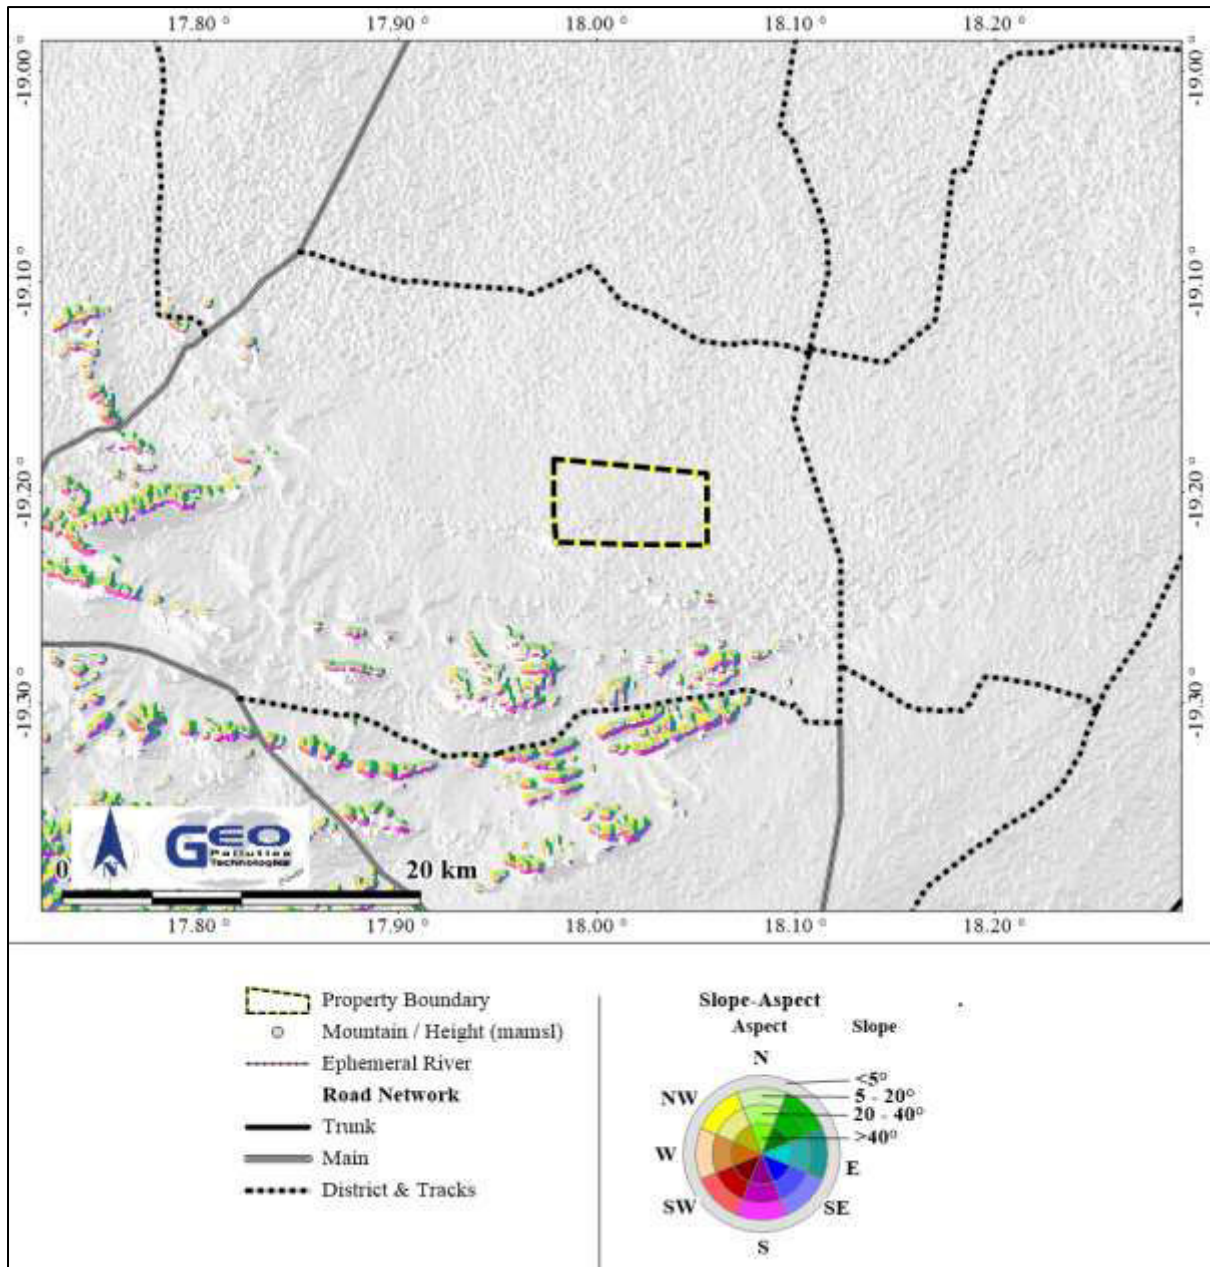 17.80 ° 17.90 ° 18.00 ° 18.10 ° 18.20 °
-19.00 ° -19.00 °
-19.10 ° -19.10 °
-19.20 ° -19.20 °
-19.30 ° -19.30 °
N
GEO
Pollution
Technologies
0 20 km
17.80 ° 17.90 ° 18.00 ° 18.10 ° 18.20 °
Property Boundary
Mountain / Height (mamsl)
Ephemeral River
Road Network
Trunk
Main
District & Tracks
Slope-Aspect
Aspect Slope
N
<5°
NW 5 - 20°
20 - 40°
>40°
W E
SW SE
S